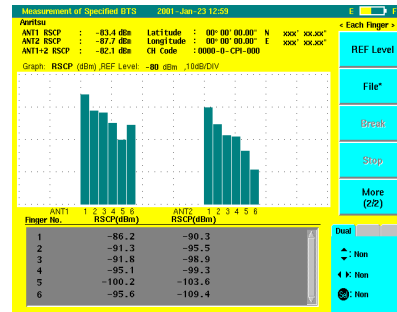 Measurement of Specified BTS 2001-Jan-23 12:59 E F
Anritsu < Each Finger >
ANT1 RSCP : -83.4 dBm Latitude : 00° 00' 00.00" N xxx° xx.xx"
ANT2 RSCP : -87.7 dBm Longitude : 00° 00' 00.00" E xxx° xx.xx"
ANT1+2 RSCP : -82.1 dBm CH Code : 0000-0-CPI-000
REF Level
Graph: RSCP (dBm) ,REF Level: -80 dBm ,10dB/DIV
File*
Break
Stop
More
(2/2)
ANT1 1 2 3 4 5 6 ANT2 1 2 3 4 5 6
Finger No. RSCP(dBm) RSCP(dBm)
1 -86.2 -90.3
2 -91.3 -95.5
3 -91.8 -98.9
4 -95.1 -99.3
5 -100.2 -103.6
6 -95.6 -109.4
Dual
: Non
: Non
Sel : Non